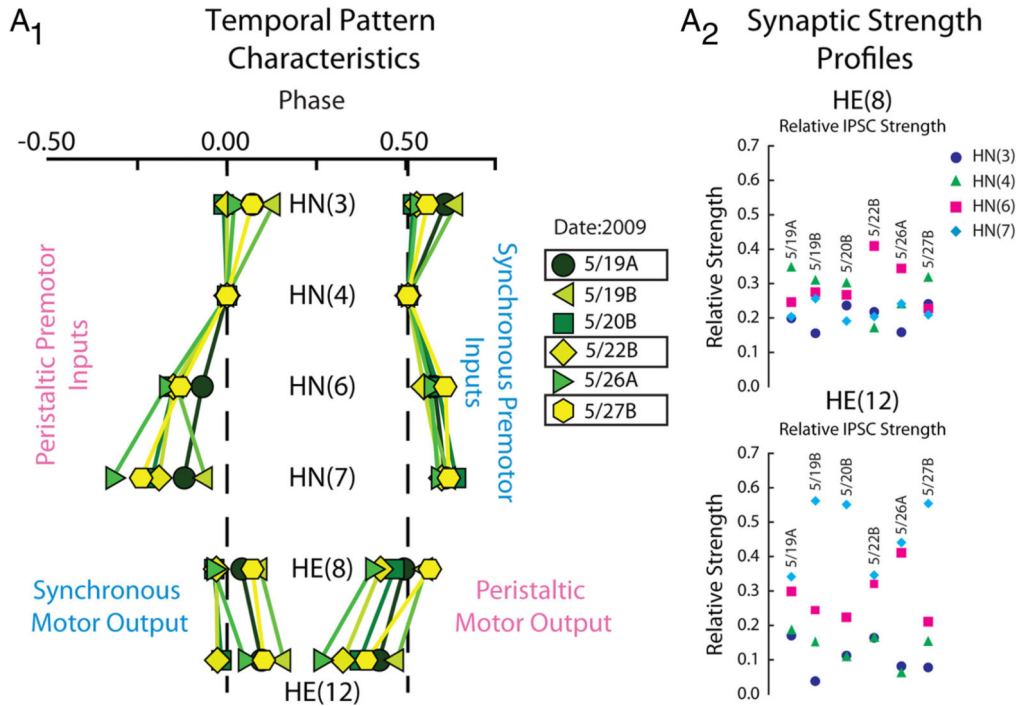 A1
Temporal Pattern
Characteristics
Phase
-0.50
0.00
0.50
HN(3)
HN(4)
HN(6)
HN(7)
HE(8)
HE(12)
Peristaltic Premotor
Inputs
Synchronous Premotor
Inputs
Synchronous
Motor Output
Peristaltic
Motor Output
Date:2009
5/19A
5/19B
5/20B
5/22B
5/26A
5/27B
A2
Synaptic Strength
Profiles
HE(8)
Relative IPSC Strength
Relative Strength
0.7
0.6
0.5
0.4
0.3
0.2
0.1
0.0
5/19A
5/19B
5/20B
5/22B
5/26A
5/27B
HN(3)
HN(4)
HN(6)
HN(7)
HE(12)
Relative IPSC Strength
Relative Strength
0.7
0.6
0.5
0.4
0.3
0.2
0.1
0.0
5/19A
5/19B
5/20B
5/22B
5/26A
5/27B